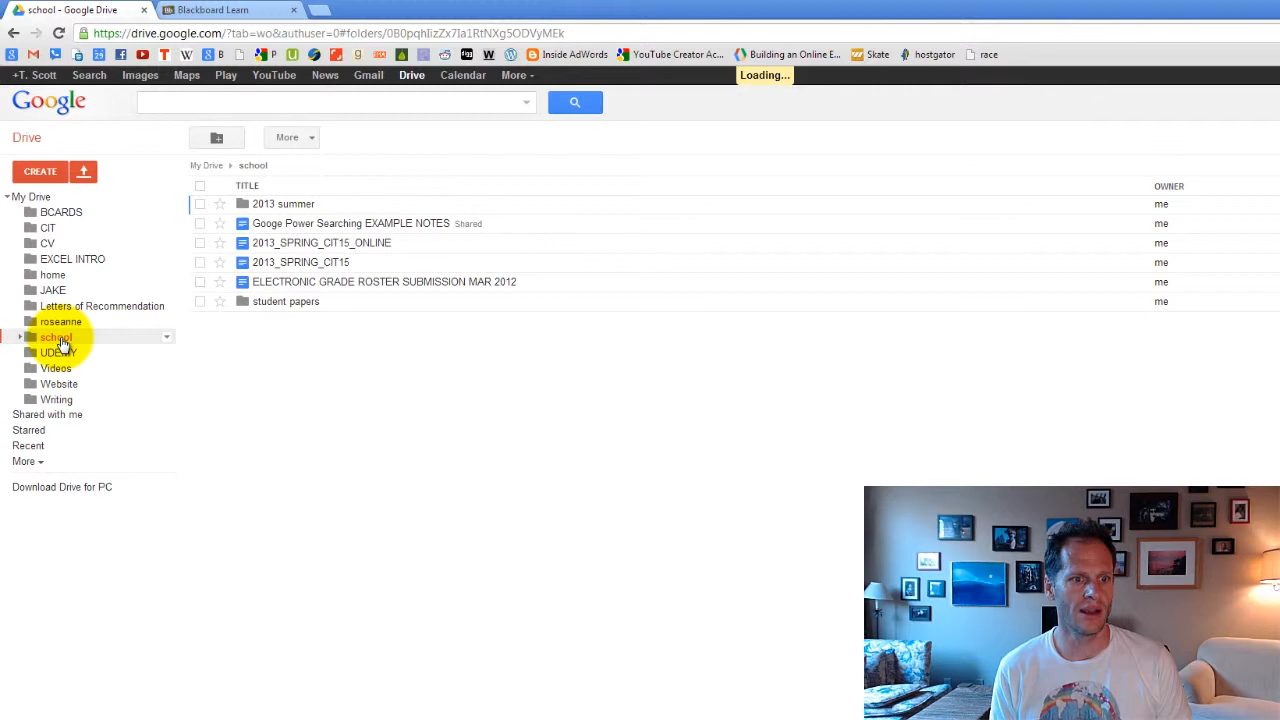 school - Google Drive
Blackboard Learn
https://drive.google.com/?tab=wo&authuser=0#folders/0B0pqhIizZx7Ia1RtNXg5ODVyMEk
B
P
Inside AdWords
YouTube Creator Ac...
Building an Online E...
Skate
hostgator
race
+T. Scott Search Images Maps Play YouTube News Gmail Drive Calendar More
Loading...
Google
Drive
More
CREATE
My Drive school
TITLE OWNER
My Drive
BCARDS
CIT
CV
EXCEL INTRO
home
JAKE
Letters of Recommendation
roseanne
school
UDEMY
Videos
Website
Writing
Shared with me
Starred
Recent
More
Download Drive for PC
2013 summer me
Googe Power Searching EXAMPLE NOTES Shared me
2013_SPRING_CIT15_ONLINE me
2013_SPRING_CIT15 me
ELECTRONIC GRADE ROSTER SUBMISSION MAR 2012 me
student papers me